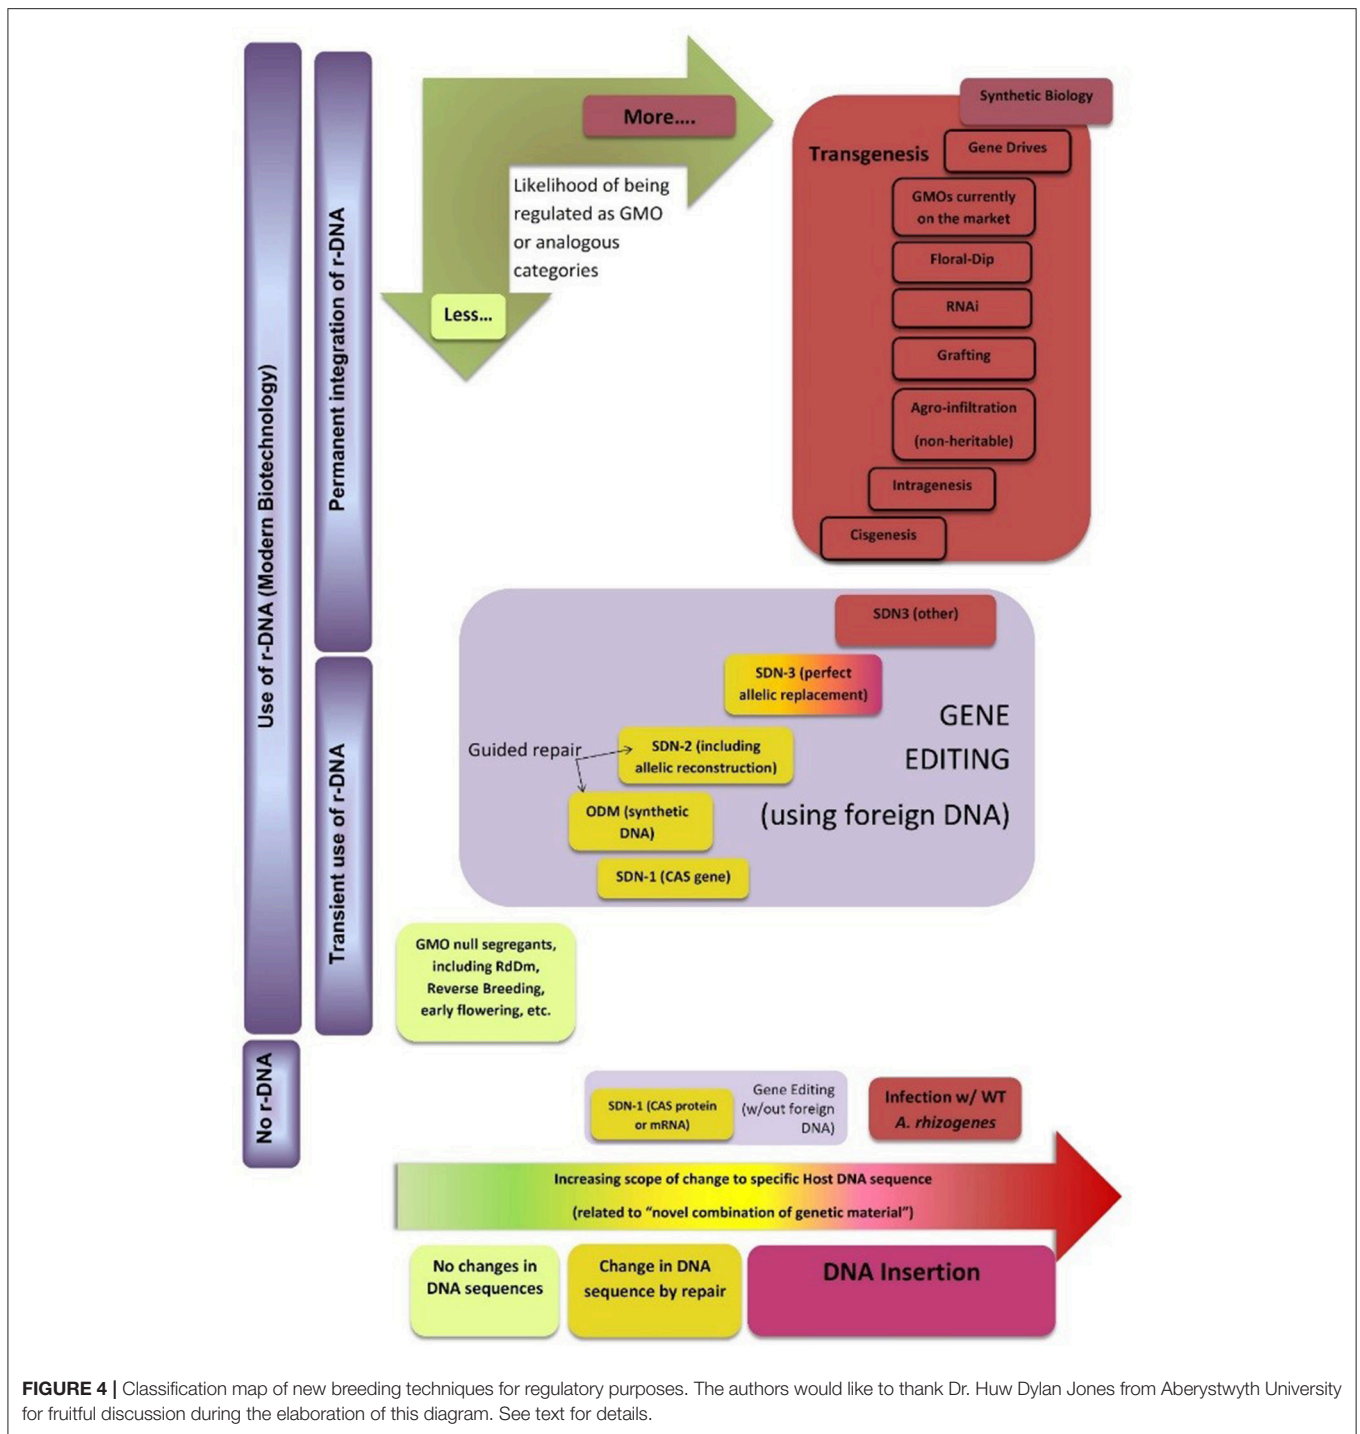 Use of r-DNA (Modern Biotechnology)
Permanent integration of r-DNA
Transient use of r-DNA
No r-DNA
More....
Likelihood of being
regulated as GMO
or analogous
categories
Less...
Synthetic Biology
Transgenesis
Gene Drives
GMOs currently
on the market
Floral-Dip
RNAi
Grafting
Agro-infiltration
(non-heritable)
Intragenesis
Cisgenesis
SDN3 (other)
SDN-3 (perfect
allelic replacement)
GENE
EDITING
(using foreign DNA)
Guided repair
SDN-2 (including
allelic reconstruction)
ODM (synthetic
DNA)
SDN-1 (CAS gene)
GMO null segregants,
including RdDm,
Reverse Breeding,
early flowering, etc.
SDN-1 (CAS protein
or mRNA)
Gene Editing
(w/out foreign
DNA)
Infection w/ WT
A. rhizogenes
Increasing scope of change to specific Host DNA sequence
(related to “novel combination of genetic material”)
No changes in
DNA sequences
Change in DNA
sequence by repair
DNA Insertion
FIGURE 4 | Classification map of new breeding techniques for regulatory purposes. The authors would like to thank Dr. Huw Dylan Jones from Aberystwyth University
for fruitful discussion during the elaboration of this diagram. See text for details.